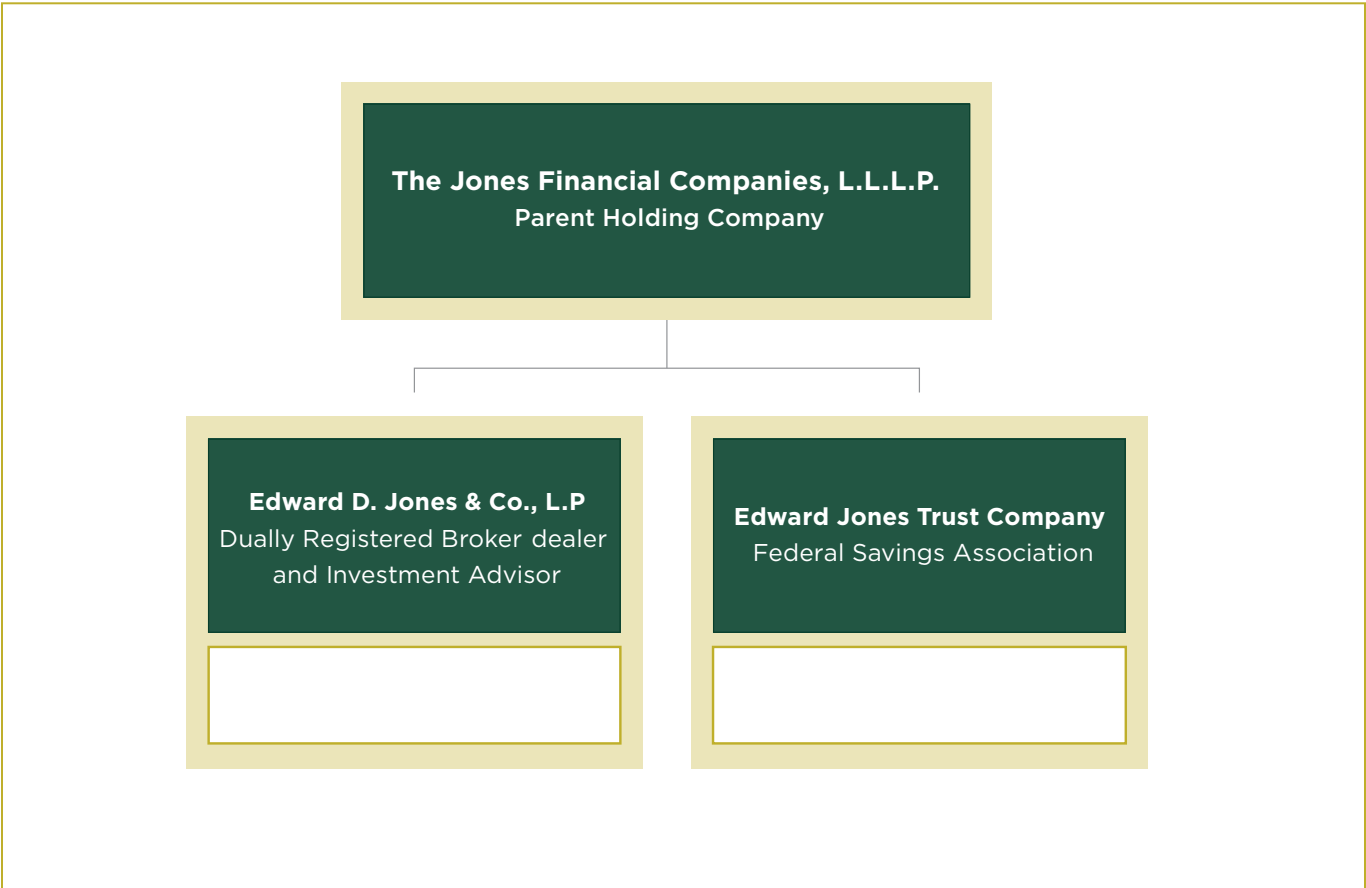 The Jones Financial Companies, L.L.L.P.
Parent Holding Company
Edward D. Jones & Co., L.P
Dually Registered Broker dealer
and Investment Advisor
Edward Jones Trust Company
Federal Savings Association